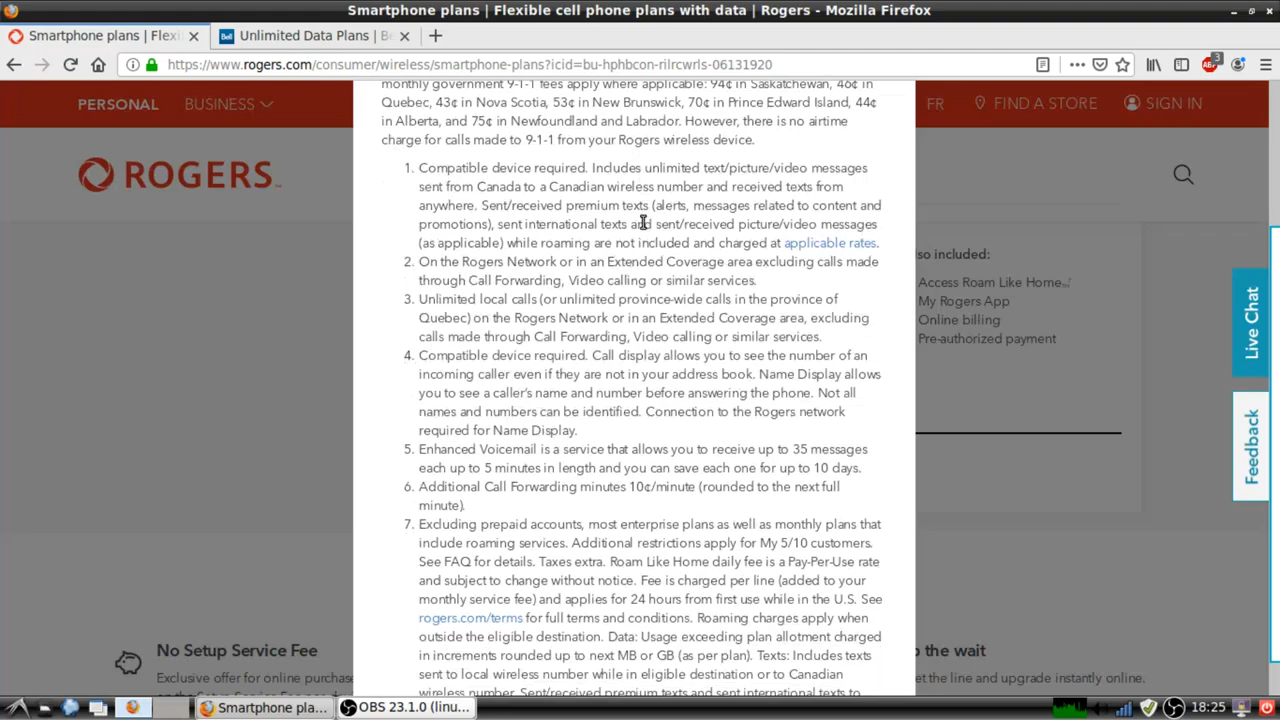 Smartphone plans | Flexible cell phone plans with data | Rogers - Mozilla Firefox
Smartphone plans | Flexi
Unlimited Data Plans | Be
https://www.rogers.com/consumer/wireless/smartphone-plans?icid=bu-hphbcon-rilrcwrls-06131920
3
PERSONAL
BUSINESS
FR
FIND A STORE
SIGN IN
ROGERS
monthly government 9-1-1 fees apply where applicable: 94¢ in Saskatchewan, 46¢ in
Quebec, 43¢ in Nova Scotia, 53¢ in New Brunswick, 70¢ in Prince Edward Island, 44¢
in Alberta, and 75¢ in Newfoundland and Labrador. However, there is no airtime
charge for calls made to 9-1-1 from your Rogers wireless device.
1. Compatible device required. Includes unlimited text/picture/video messages
sent from Canada to a Canadian wireless number and received texts from
anywhere. Sent/received premium texts (alerts, messages related to content and
promotions), sent international texts and sent/received picture/video messages
(as applicable) while roaming are not included and charged at applicable rates.
2. On the Rogers Network or in an Extended Coverage area excluding calls made
through Call Forwarding, Video calling or similar services.
3. Unlimited local calls (or unlimited province-wide calls in the province of
Quebec) on the Rogers Network or in an Extended Coverage area, excluding
calls made through Call Forwarding, Video calling or similar services.
4. Compatible device required. Call display allows you to see the number of an
incoming caller even if they are not in your address book. Name Display allows
you to see a caller's name and number before answering the phone. Not all
names and numbers can be identified. Connection to the Rogers network
required for Name Display.
5. Enhanced Voicemail is a service that allows you to receive up to 35 messages
each up to 5 minutes in length and you can save each one for up to 10 days.
6. Additional Call Forwarding minutes 10¢/minute (rounded to the next full
minute).
7. Excluding prepaid accounts, most enterprise plans as well as monthly plans that
include roaming services. Additional restrictions apply for My 5/10 customers.
See FAQ for details. Taxes extra. Roam Like Home daily fee is a Pay-Per-Use rate
and subject to change without notice. Fee is charged per line (added to your
monthly service fee) and applies for 24 hours from first use while in the U.S. See
rogers.com/terms for full terms and conditions. Roaming charges apply when
outside the eligible destination. Data: Usage exceeding plan allotment charged
in increments rounded up to next MB or GB (as per plan). Texts: Includes texts
sent to local wireless number while in eligible destination or to Canadian
wireless number. Sent/received premium texts and sent international texts to
lso included:
Access Roam Like Home
My Rogers App
Online billing
Pre-authorized payment
Live Chat
Feedback
No Setup Service Fee
Exclusive offer for online purchase
p the wait
et the line and upgrade instantly online.
Smartphone pla...
OBS 23.1.0 (linu...
18:25